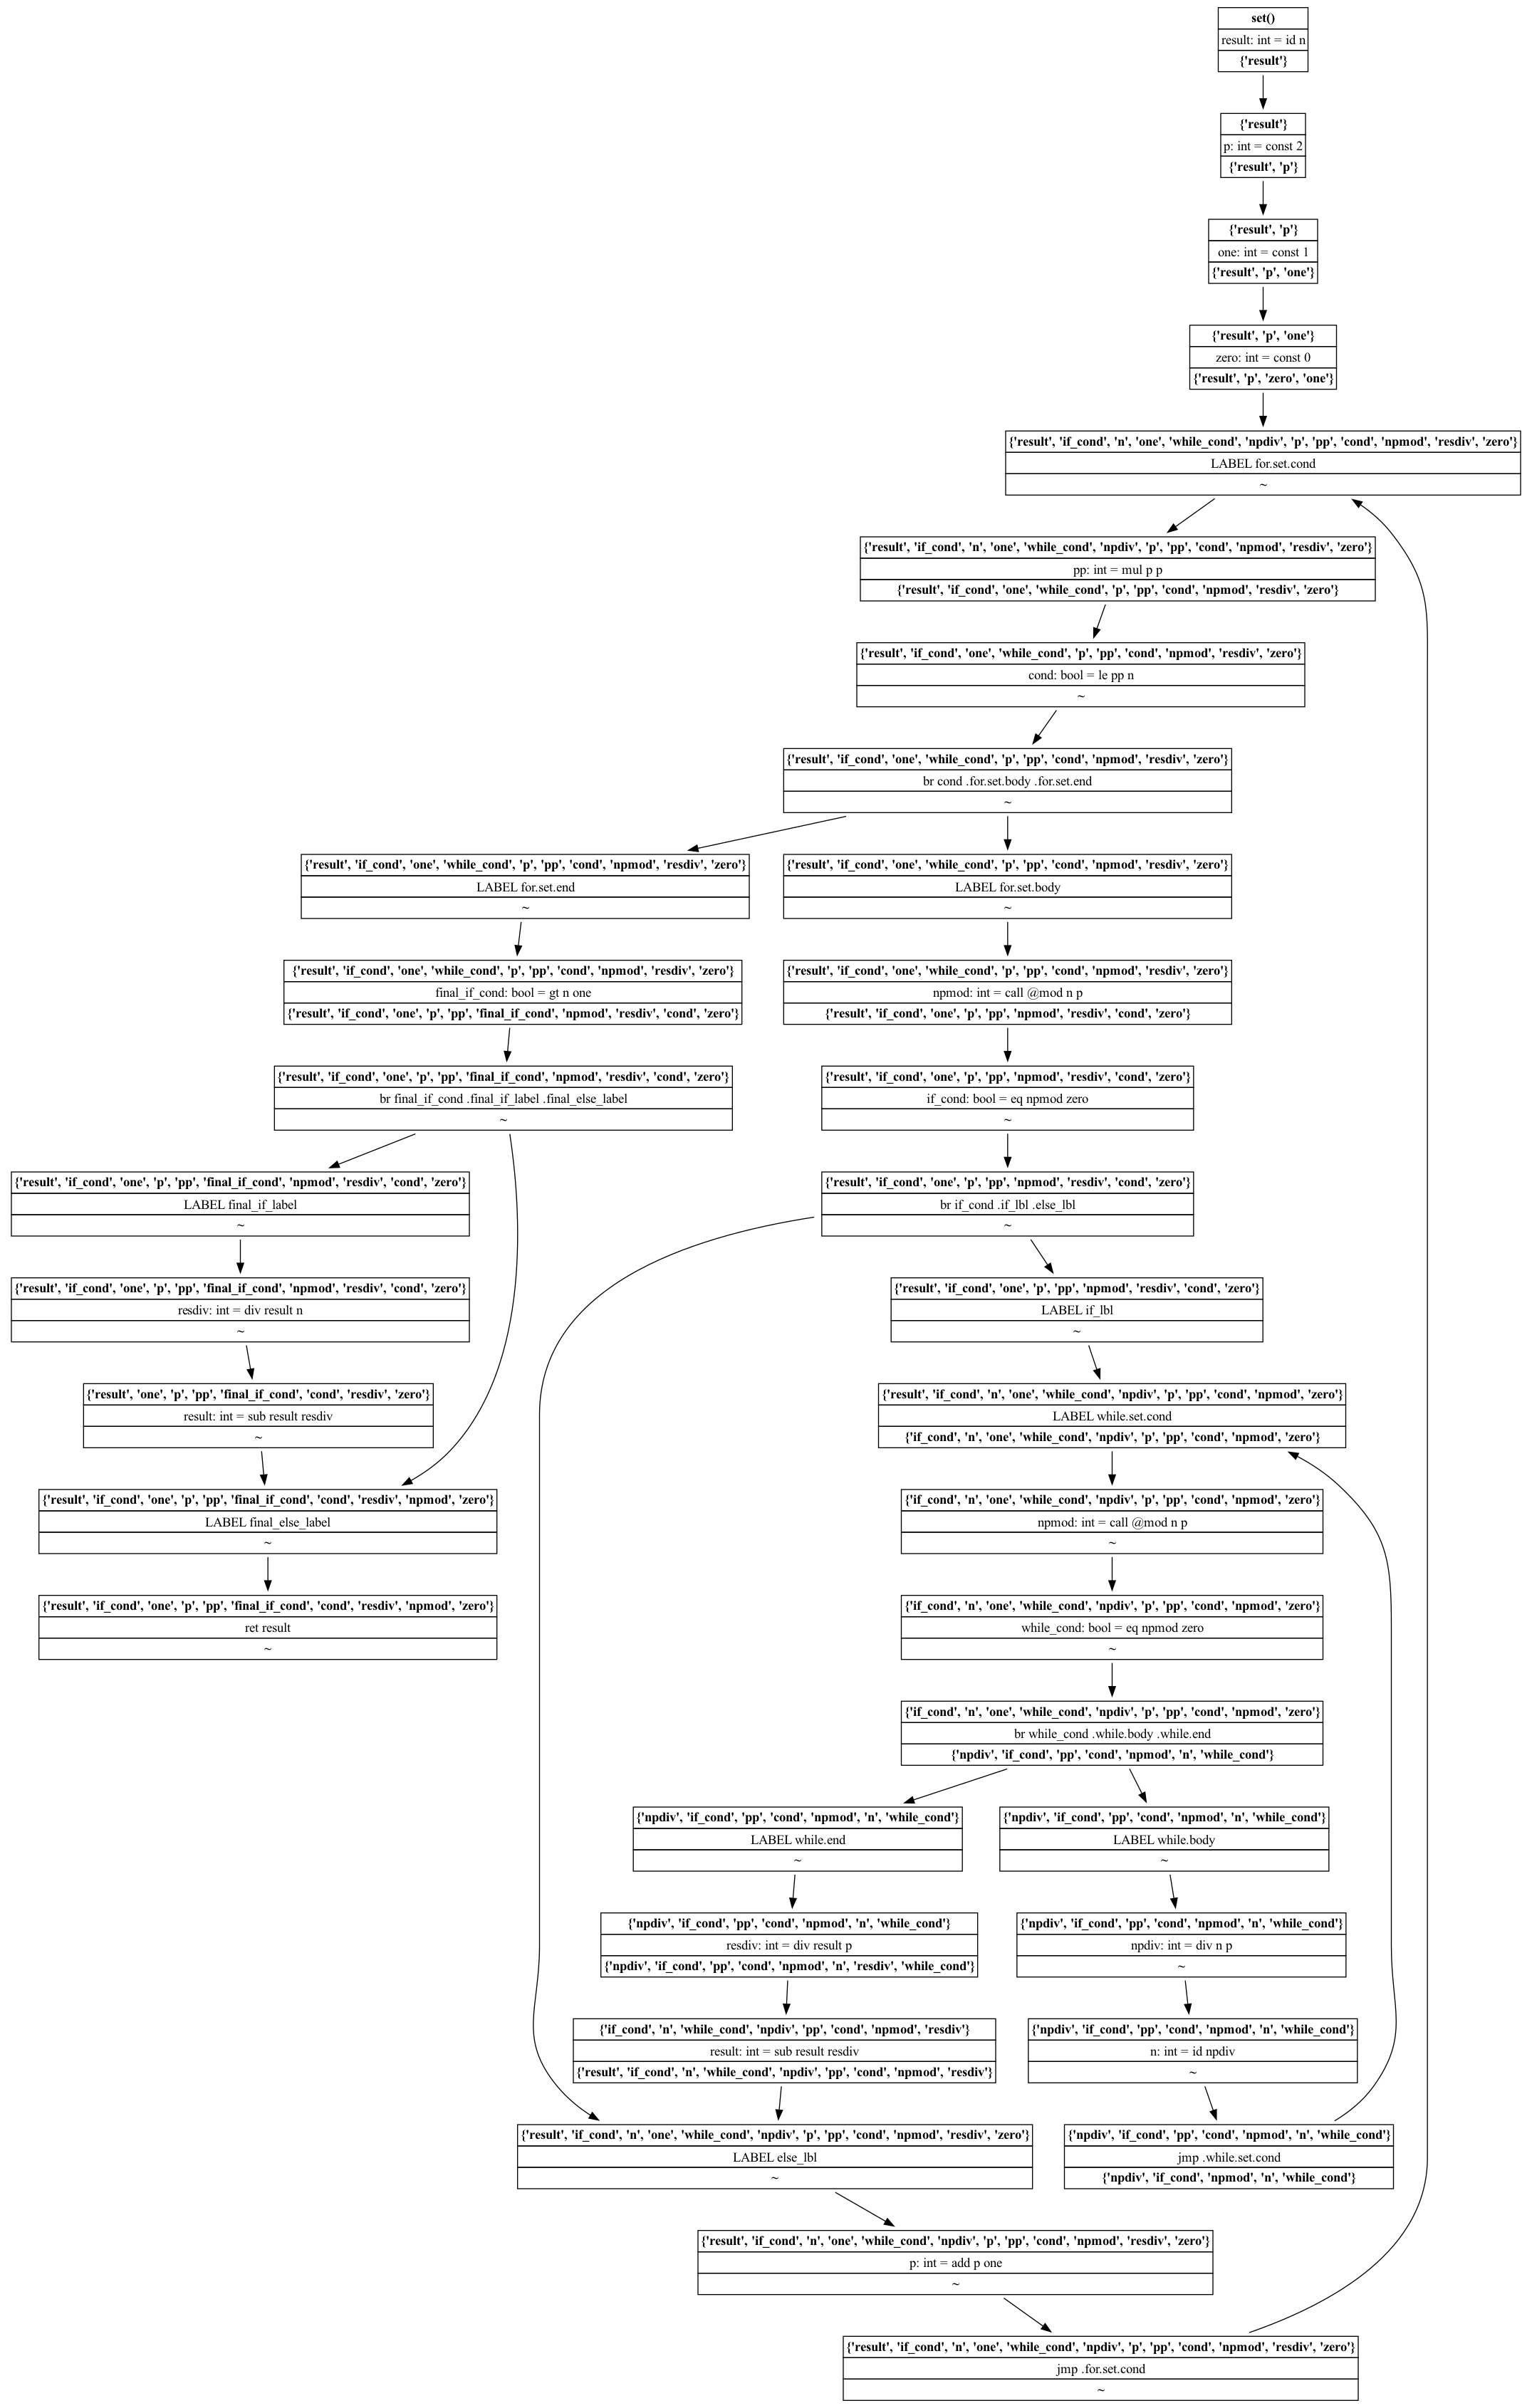 set()
result: int = id n
{'result'}
{'result'}
p: int = const 2
{'result', 'p'}
{'result', 'p'}
one: int = const 1
{'result', 'p', 'one'}
{'result', 'p', 'one'}
zero: int = const 0
{'result', 'p', 'zero', 'one'}
{'result', 'if_cond', 'n', 'one', 'while_cond', 'npdiv', 'p', 'pp', 'cond', 'npmod', 'resdiv', 'zero'}
LABEL for.set.cond
~
{'result', 'if_cond', 'n', 'one', 'while_cond', 'npdiv', 'p', 'pp', 'cond', 'npmod', 'resdiv', 'zero'}
pp: int = mul p p
{'result', 'if_cond', 'one', 'while_cond', 'p', 'pp', 'cond', 'npmod', 'resdiv', 'zero'}
{'result', 'if_cond', 'one', 'while_cond', 'p', 'pp', 'cond', 'npmod', 'resdiv', 'zero'}
cond: bool = le pp n
~
{'result', 'if_cond', 'one', 'while_cond', 'p', 'pp', 'cond', 'npmod', 'resdiv', 'zero'}
br cond .for.set.body .for.set.end
~
{'result', 'if_cond', 'one', 'while_cond', 'p', 'pp', 'cond', 'npmod', 'resdiv', 'zero'}
LABEL for.set.end
~
{'result', 'if_cond', 'one', 'while_cond', 'p', 'pp', 'cond', 'npmod', 'resdiv', 'zero'}
LABEL for.set.body
~
{'result', 'if_cond', 'one', 'while_cond', 'p', 'pp', 'cond', 'npmod', 'resdiv', 'zero'}
final_if_cond: bool = gt n one
{'result', 'if_cond', 'one', 'p', 'pp', 'final_if_cond', 'npmod', 'resdiv', 'cond', 'zero'}
{'result', 'if_cond', 'one', 'while_cond', 'p', 'pp', 'cond', 'npmod', 'resdiv', 'zero'}
npmod: int = call @mod n p
{'result', 'if_cond', 'one', 'p', 'pp', 'npmod', 'resdiv', 'cond', 'zero'}
{'result', 'if_cond', 'one', 'p', 'pp', 'final_if_cond', 'npmod', 'resdiv', 'cond', 'zero'}
br final_if_cond .final_if_label .final_else_label
~
{'result', 'if_cond', 'one', 'p', 'pp', 'npmod', 'resdiv', 'cond', 'zero'}
if_cond: bool = eq npmod zero
~
{'result', 'if_cond', 'one', 'p', 'pp', 'final_if_cond', 'npmod', 'resdiv', 'cond', 'zero'}
LABEL final_if_label
~
{'result', 'if_cond', 'one', 'p', 'pp', 'npmod', 'resdiv', 'cond', 'zero'}
br if_cond .if_lbl .else_lbl
~
{'result', 'if_cond', 'one', 'p', 'pp', 'final_if_cond', 'npmod', 'resdiv', 'cond', 'zero'}
resdiv: int = div result n
~
{'result', 'if_cond', 'one', 'p', 'pp', 'npmod', 'resdiv', 'cond', 'zero'}
LABEL if_lbl
~
{'result', 'one', 'p', 'pp', 'final_if_cond', 'cond', 'resdiv', 'zero'}
result: int = sub result resdiv
~
{'result', 'if_cond', 'n', 'one', 'while_cond', 'npdiv', 'p', 'pp', 'cond', 'npmod', 'zero'}
LABEL while.set.cond
{'if_cond', 'n', 'one', 'while_cond', 'npdiv', 'p', 'pp', 'cond', 'npmod', 'zero'}
{'result', 'if_cond', 'one', 'p', 'pp', 'final_if_cond', 'cond', 'resdiv', 'npmod', 'zero'}
LABEL final_else_label
~
{'if_cond', 'n', 'one', 'while_cond', 'npdiv', 'p', 'pp', 'cond', 'npmod', 'zero'}
npmod: int = call @mod n p
~
{'result', 'if_cond', 'one', 'p', 'pp', 'final_if_cond', 'cond', 'resdiv', 'npmod', 'zero'}
ret result
~
{'if_cond', 'n', 'one', 'while_cond', 'npdiv', 'p', 'pp', 'cond', 'npmod', 'zero'}
while_cond: bool = eq npmod zero
~
{'if_cond', 'n', 'one', 'while_cond', 'npdiv', 'p', 'pp', 'cond', 'npmod', 'zero'}
br while_cond .while.body .while.end
{'npdiv', 'if_cond', 'pp', 'cond', 'npmod', 'n', 'while_cond'}
{'npdiv', 'if_cond', 'pp', 'cond', 'npmod', 'n', 'while_cond'}
LABEL while.end
~
{'npdiv', 'if_cond', 'pp', 'cond', 'npmod', 'n', 'while_cond'}
LABEL while.body
~
{'npdiv', 'if_cond', 'pp', 'cond', 'npmod', 'n', 'while_cond'}
resdiv: int = div result p
{'npdiv', 'if_cond', 'pp', 'cond', 'npmod', 'n', 'resdiv', 'while_cond'}
{'npdiv', 'if_cond', 'pp', 'cond', 'npmod', 'n', 'while_cond'}
npdiv: int = div n p
~
{'if_cond', 'n', 'while_cond', 'npdiv', 'pp', 'cond', 'npmod', 'resdiv'}
result: int = sub result resdiv
{'result', 'if_cond', 'n', 'while_cond', 'npdiv', 'pp', 'cond', 'npmod', 'resdiv'}
{'npdiv', 'if_cond', 'pp', 'cond', 'npmod', 'n', 'while_cond'}
n: int = id npdiv
~
{'result', 'if_cond', 'n', 'one', 'while_cond', 'npdiv', 'p', 'pp', 'cond', 'npmod', 'resdiv', 'zero'}
LABEL else_lbl
~
{'npdiv', 'if_cond', 'pp', 'cond', 'npmod', 'n', 'while_cond'}
jmp .while.set.cond
{'npdiv', 'if_cond', 'npmod', 'n', 'while_cond'}
{'result', 'if_cond', 'n', 'one', 'while_cond', 'npdiv', 'p', 'pp', 'cond', 'npmod', 'resdiv', 'zero'}
p: int = add p one
~
{'result', 'if_cond', 'n', 'one', 'while_cond', 'npdiv', 'p', 'pp', 'cond', 'npmod', 'resdiv', 'zero'}
jmp .for.set.cond
~